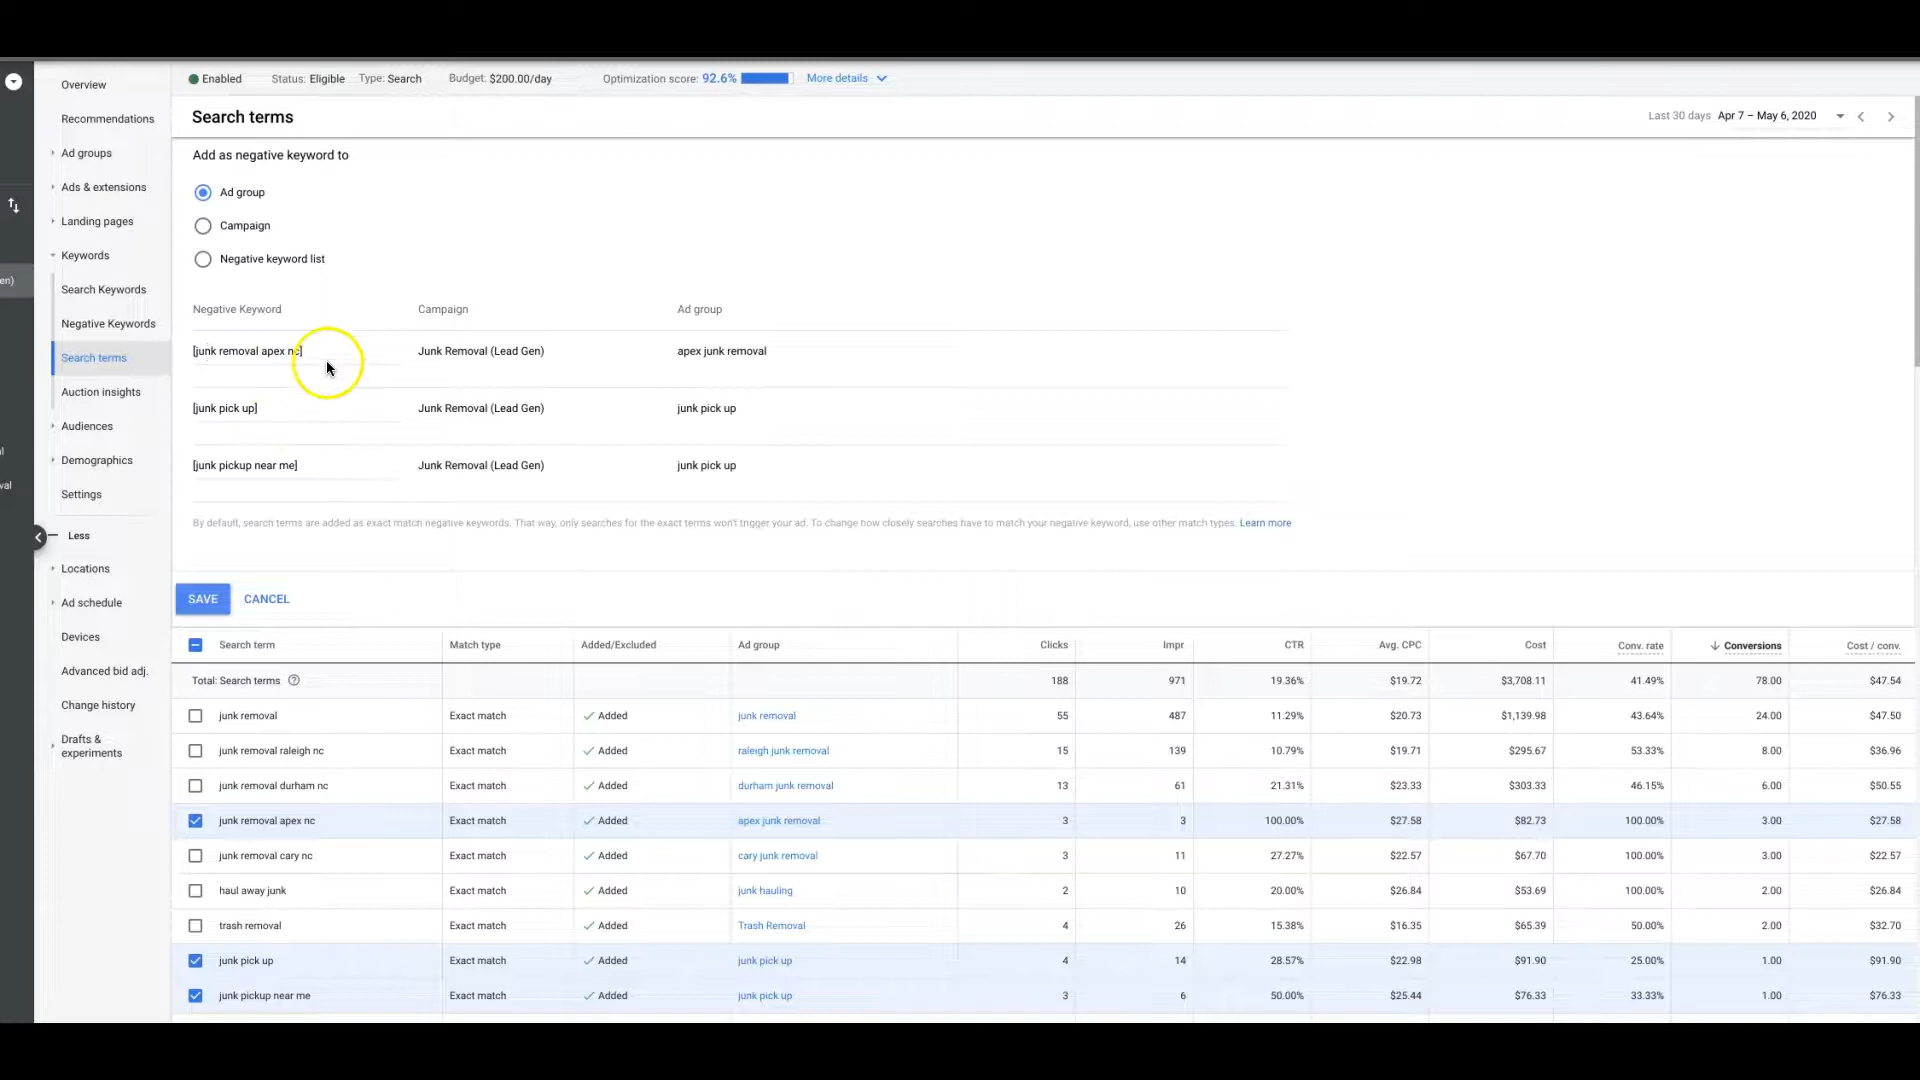 Overview
Recommendations
Ad groups
Ads & extensions
Landing pages
Keywords
Search Keywords
Negative Keywords
Search terms
Auction insights
Audiences
Demographics
Settings
Less
Locations
Ad schedule
Devices
Advanced bid adj.
Change history
Drafts &
experiments
en)
val
Enabled Status: Eligible Type: Search Budget: $200.00/day Optimization score: 92.6% More details
Search terms Last 30 days Apr 7 – May 6, 2020
Add as negative keyword to
Ad group
Campaign
Negative keyword list
Negative Keyword Campaign Ad group
[junk removal apex nc] Junk Removal (Lead Gen) apex junk removal
[junk pick up] Junk Removal (Lead Gen) junk pick up
[junk pickup near me] Junk Removal (Lead Gen) junk pick up
By default, search terms are added as exact match negative keywords. That way, only searches for the exact terms won't trigger your ad. To change how closely searches have to match your negative keyword, use other match types. Learn more
SAVE CANCEL
Search term Match type Added/Excluded Ad group Clicks Impr CTR Avg. CPC Cost Conv. rate Conversions Cost / conv.
Total: Search terms 188 971 19.36% $19.72 $3,708.11 41.49% 78.00 $47.54
junk removal Exact match Added junk removal 55 487 11.29% $20.73 $1,139.98 43.64% 24.00 $47.50
junk removal raleigh nc Exact match Added raleigh junk removal 15 139 10.79% $19.71 $295.67 53.33% 8.00 $36.96
junk removal durham nc Exact match Added durham junk removal 13 61 21.31% $23.33 $303.33 46.15% 6.00 $50.55
junk removal apex nc Exact match Added apex junk removal 3 3 100.00% $27.58 $82.73 100.00% 3.00 $27.58
junk removal cary nc Exact match Added cary junk removal 3 11 27.27% $22.57 $67.70 100.00% 3.00 $22.57
haul away junk Exact match Added junk hauling 2 10 20.00% $26.84 $53.69 100.00% 2.00 $26.84
trash removal Exact match Added Trash Removal 4 26 15.38% $16.35 $65.39 50.00% 2.00 $32.70
junk pick up Exact match Added junk pick up 4 14 28.57% $22.98 $91.90 25.00% 1.00 $91.90
junk pickup near me Exact match Added junk pick up 3 6 50.00% $25.44 $76.33 33.33% 1.00 $76.33